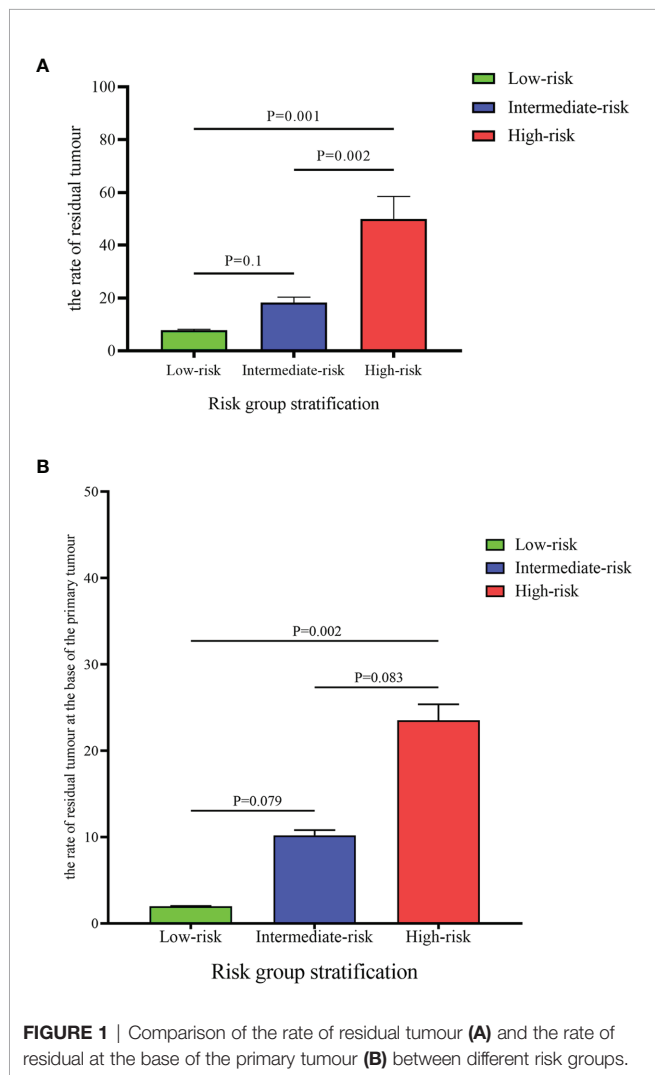 A
the rate of residual tumour
100
80
60
40
20
0
P=0.001
P=0.002
P=0.1
Low-risk
Intermediate-risk
High-risk
Low-risk Intermediate-risk High-risk
Risk group stratification
B
the rate of residual tumour at the base of the primary tumour
50
40
30
20
10
0
P=0.002
P=0.083
P=0.079
Low-risk
Intermediate-risk
High-risk
Low-risk Intermediate-risk High-risk
Risk group stratification
FIGURE 1 | Comparison of the rate of residual tumour (A) and the rate of
residual at the base of the primary tumour (B) between different risk groups.